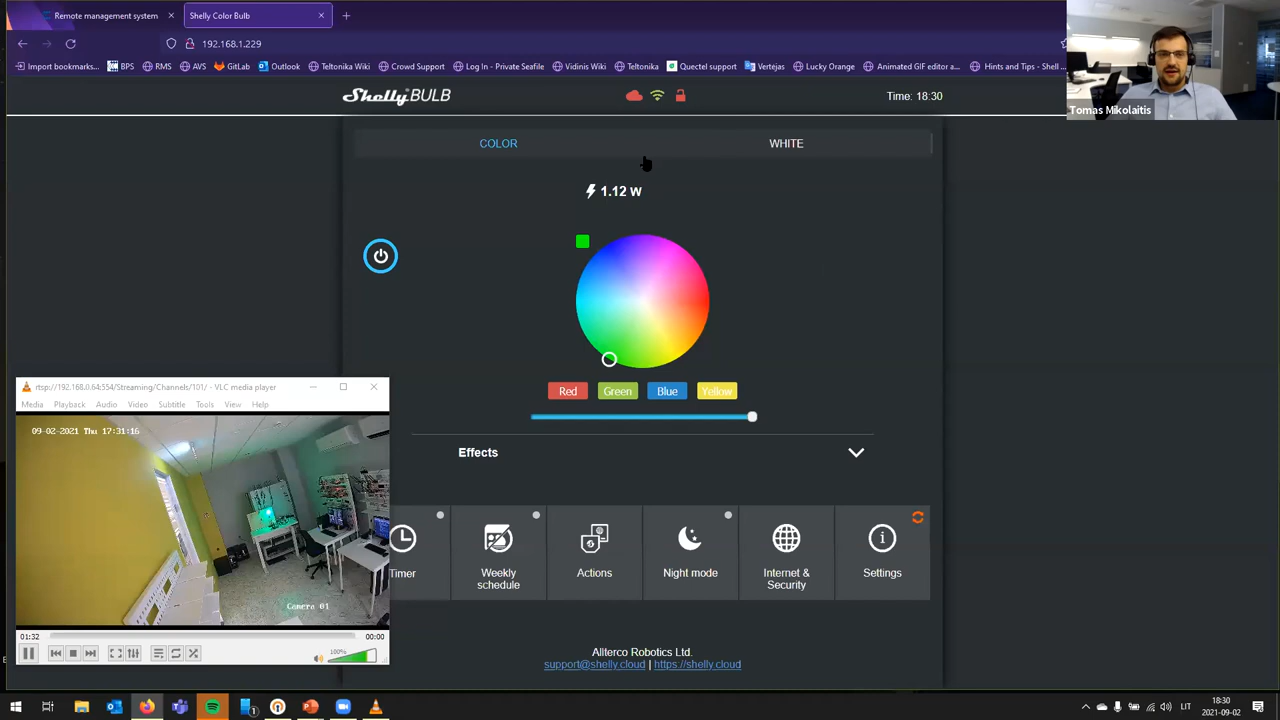 Remote management system
Shelly Color Bulb
192.168.1.229
Import bookmarks...
BPS
RMS
AVS
GitLab
Outlook
Teltonika Wiki
Crowd Support
Log In - Private Seafile
Vidinis Wiki
Teltonika
Quectel support
Vertėjas
Lucky Orange
Animated GIF editor a...
Hints and Tips - Shell ...
Tomas Mikolaitis
Shelly BULB
Time: 18:30
COLOR
WHITE
1.12 W
Red
Green
Blue
Yellow
Effects
rtsp://192.168.0.64:554/Streaming/Channels/101/ - VLC media player
Media Playback Audio Video Subtitle Tools View Help
09-02-2021 Thu 17:31:16
Camera 01
01:32
00:00
100%
Timer
Weekly
schedule
Actions
Night mode
Internet &
Security
Settings
Allterco Robotics Ltd.
support@shelly.cloud | https://shelly.cloud
LIT
18:30
2021-09-02